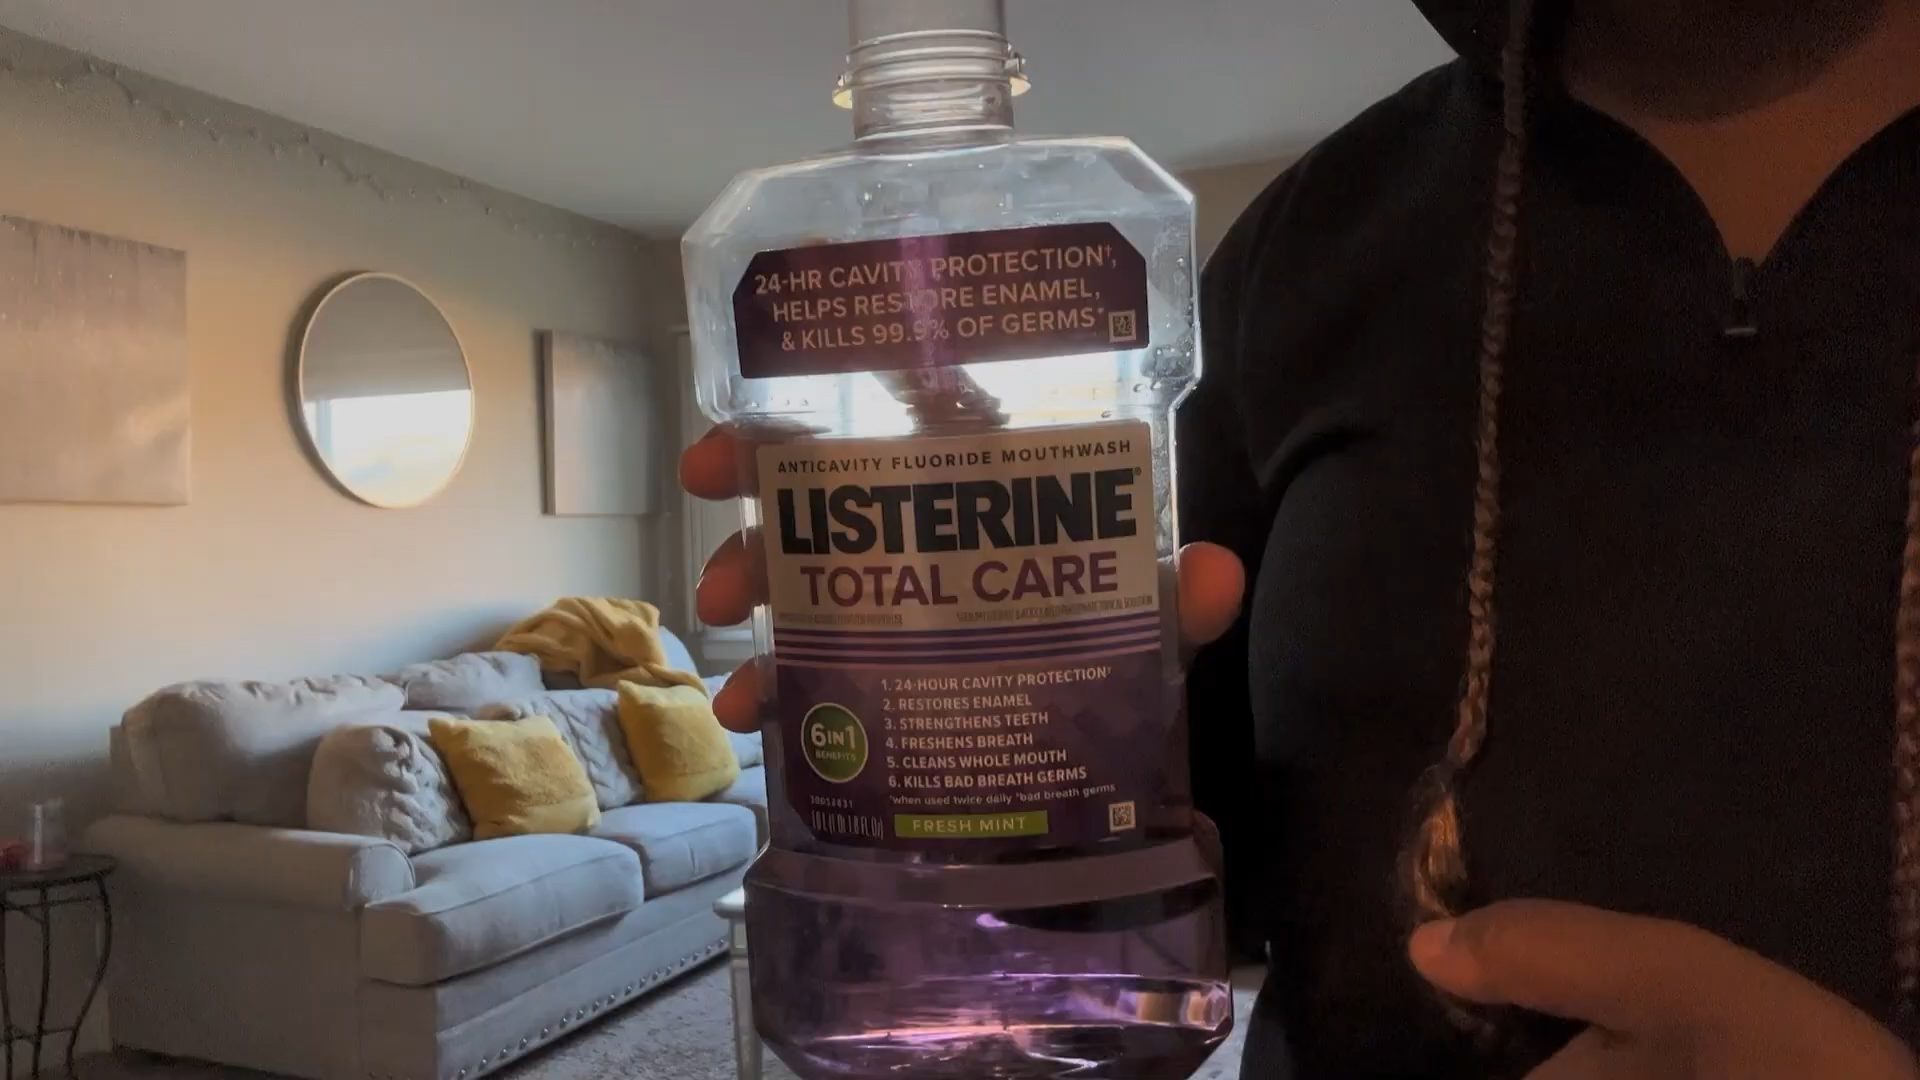 24-HR CAVITY PROTECTION†,
HELPS RESTORE ENAMEL,
& KILLS 99.9% OF GERMS*
ANTICAVITY FLUORIDE MOUTHWASH
LISTERINE®
TOTAL CARE
6 IN 1
BENEFITS
1. 24-HOUR CAVITY PROTECTION†
2. RESTORES ENAMEL
3. STRENGTHENS TEETH
4. FRESHENS BREATH
5. CLEANS WHOLE MOUTH
6. KILLS BAD BREATH GERMS
†when used twice daily *bad breath germs
FRESH MINT